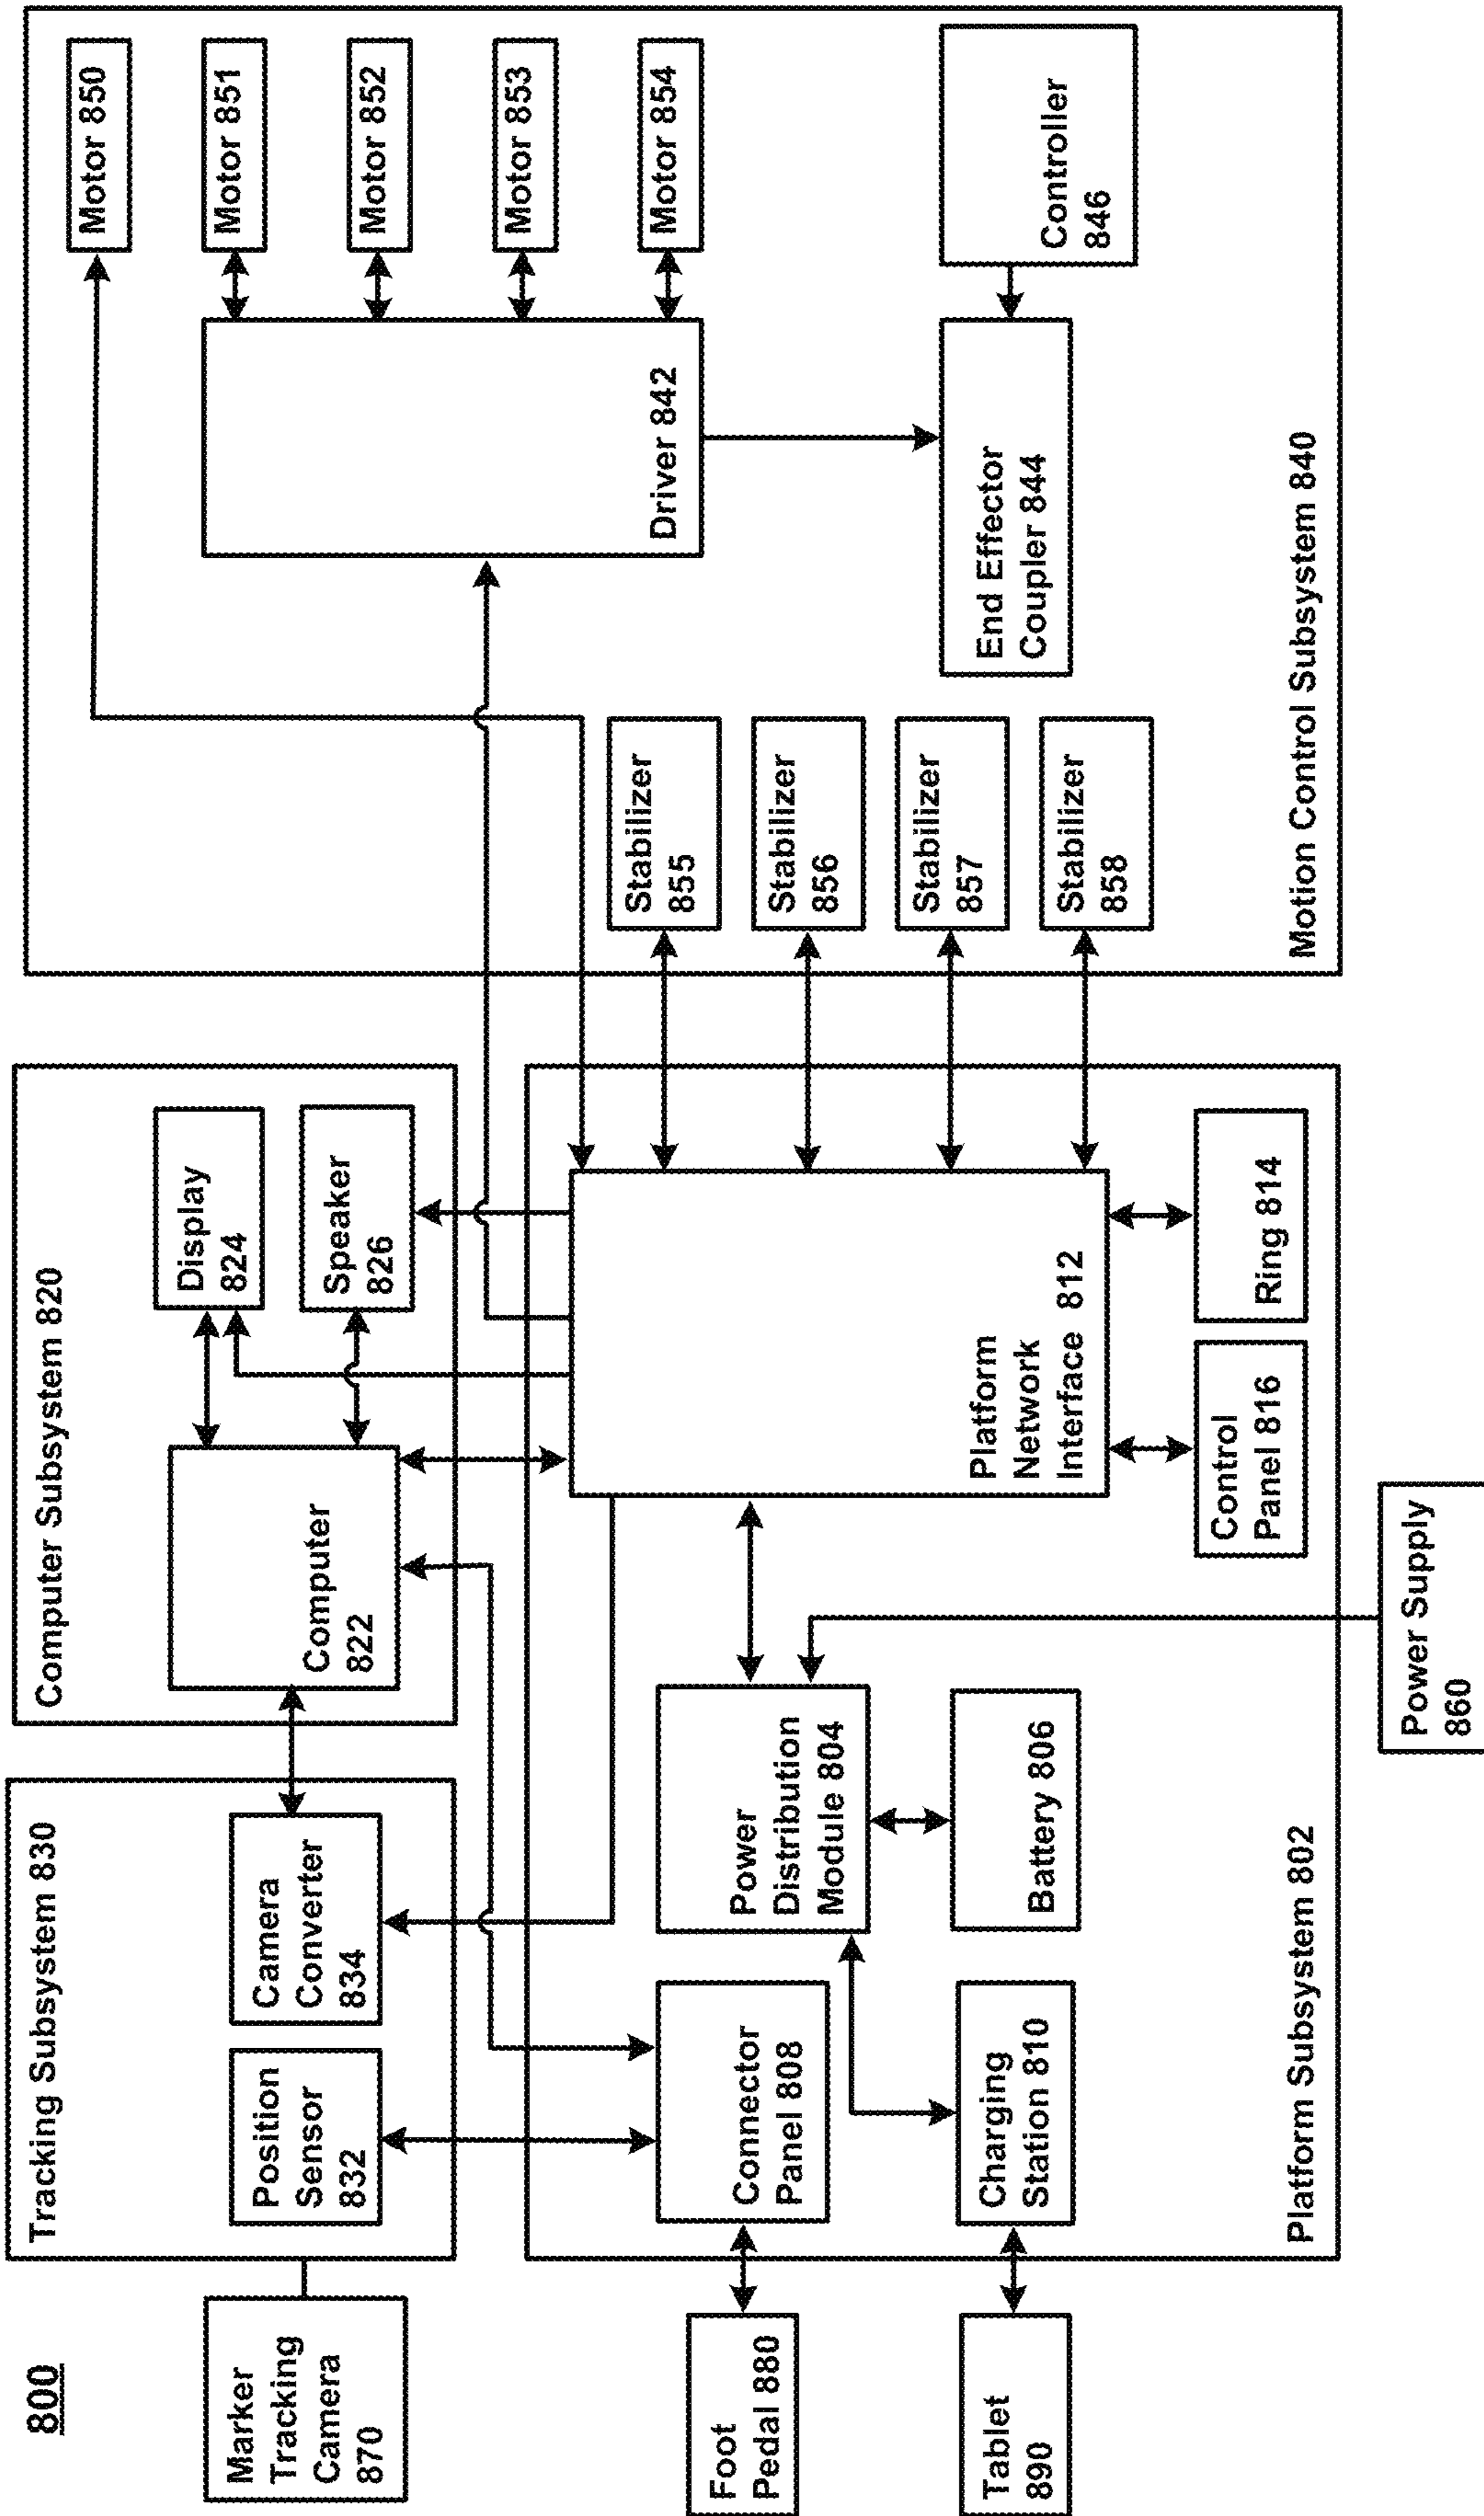 800
Marker
Tracking
Camera
870
Tracking Subsystem 830
Position
Sensor
832
Camera
Converter
834
Computer Subsystem 820
Computer
822
Display
824
Speaker
826
Foot
Pedal 880
Tablet
890
Connector
Panel 808
Charging
Station 810
Power
Distribution
Module 804
Battery 806
Platform
Network
Interface 812
Control
Panel 816
Ring 814
Platform Subsystem 802
Power Supply
860
Motor 850
Motor 851
Motor 852
Motor 853
Motor 854
Driver 842
Stabilizer
855
Stabilizer
856
Stabilizer
857
Stabilizer
858
End Effector
Coupler 844
Controller
846
Motion Control Subsystem 840